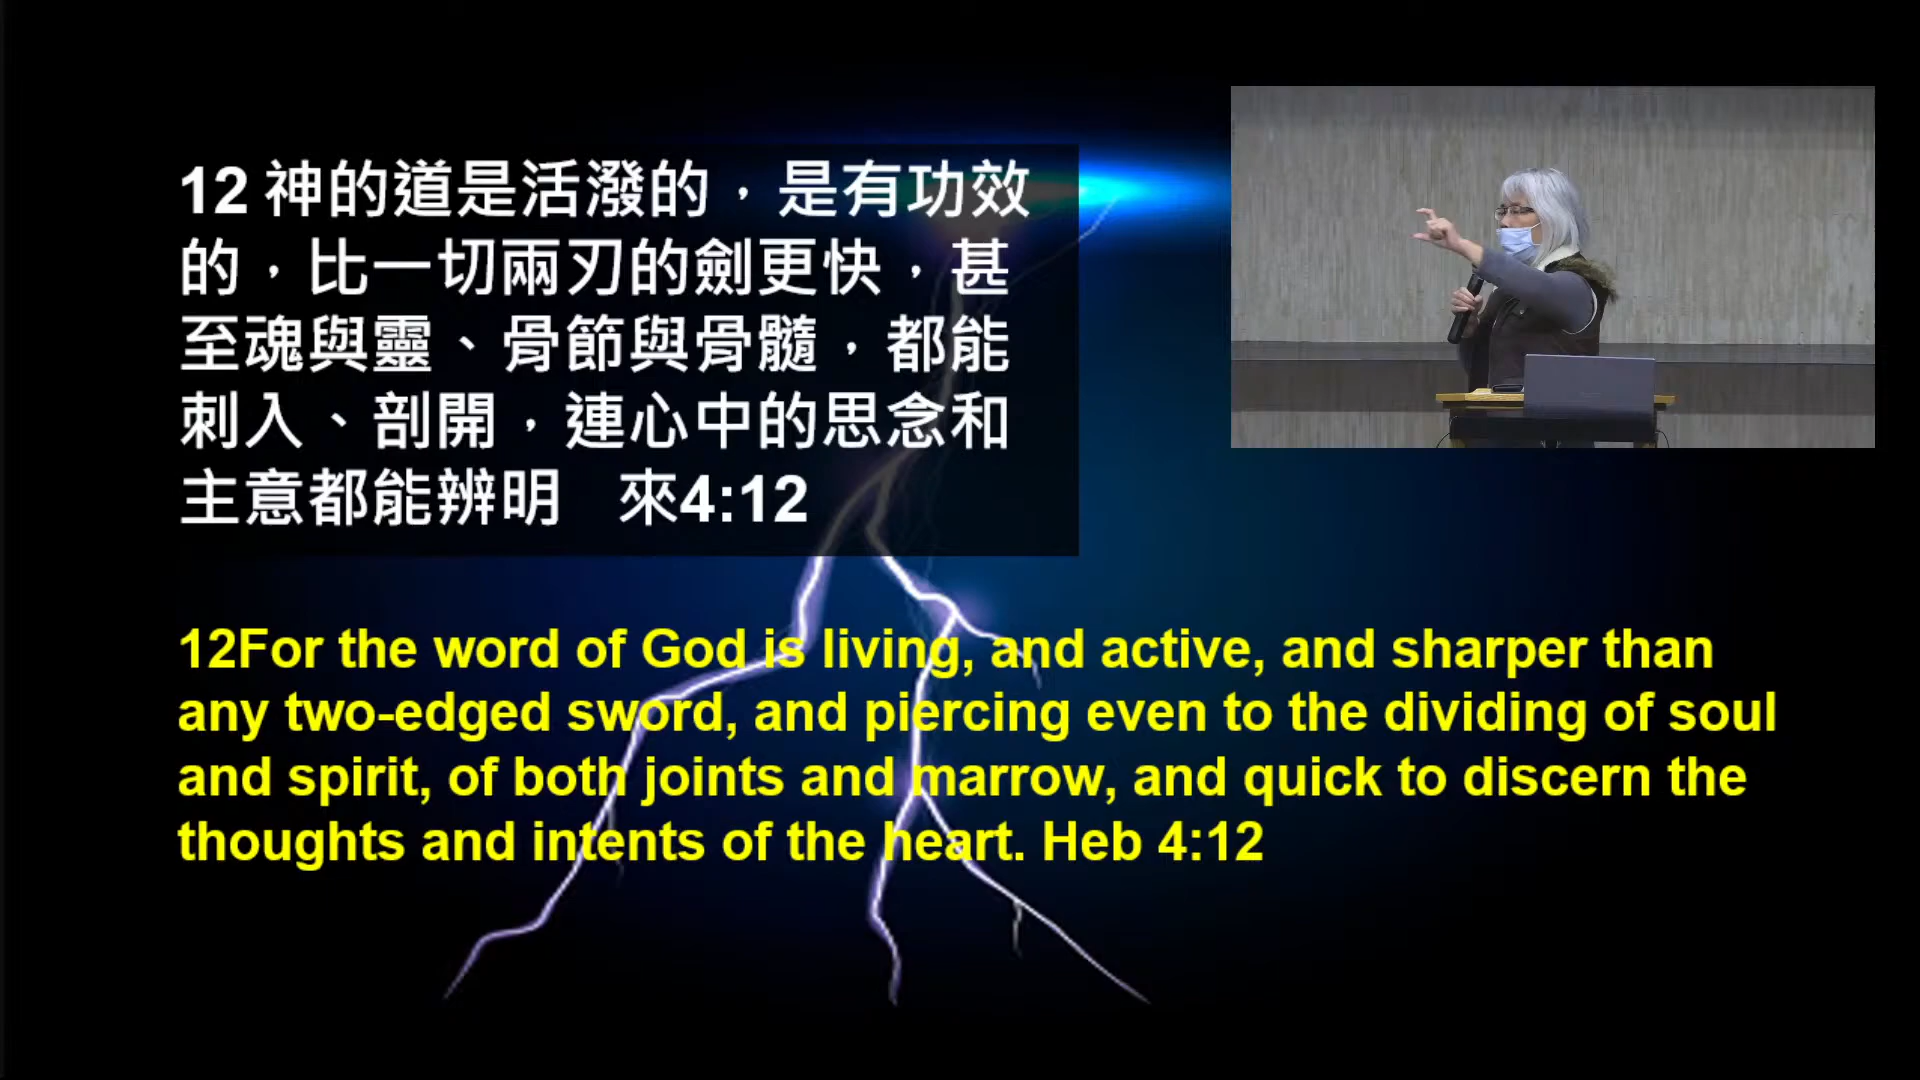 12 神的道是活潑的，是有功效
的，比一切兩刃的劍更快，甚
至魂與靈、骨節與骨髓，都能
刺入、剖開，連心中的思念和
主意都能辨明　來4:12
12For the word of God is living, and active, and sharper than
any two-edged sword, and piercing even to the dividing of soul
and spirit, of both joints and marrow, and quick to discern the
thoughts and intents of the heart. Heb 4:12